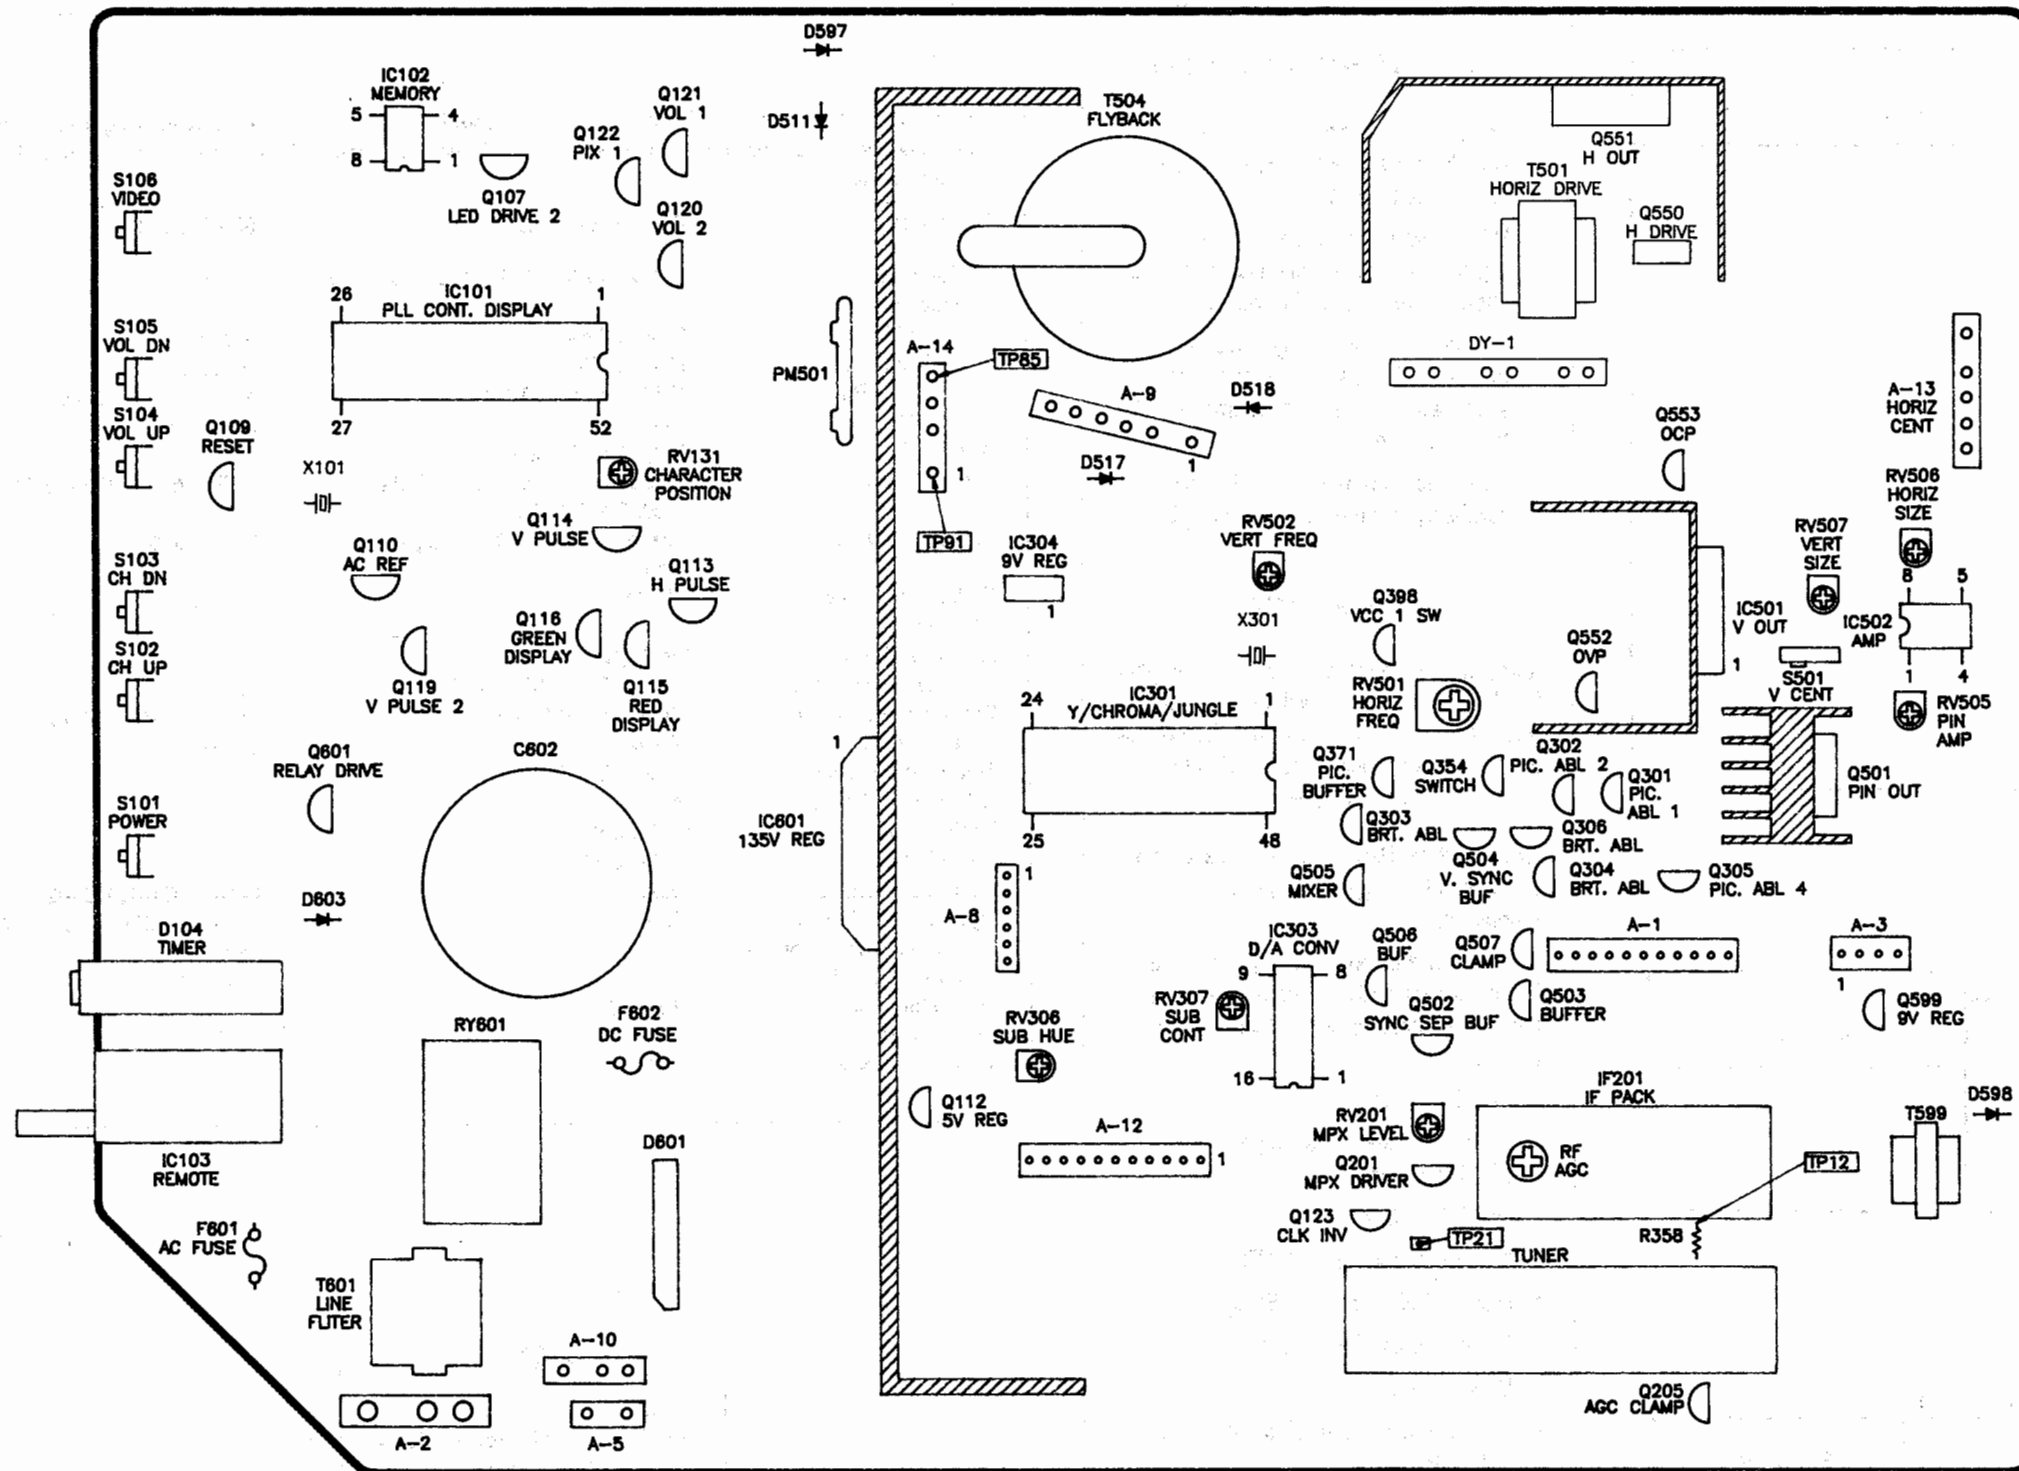 D597
IC102
MEMORY
5
4
8
1
Q107
LED DRIVE 2
Q122
PIX 1
Q121
VOL 1
Q120
VOL 2
D511
S106
VIDEO
S105
VOL DN
S104
VOL UP
Q109
RESET
X101
26
IC101
1
PLL CONT. DISPLAY
27
52
RV131
CHARACTER
POSITION
Q114
V PULSE
Q110
AC REF
Q113
H PULSE
Q116
GREEN
DISPLAY
Q115
RED
DISPLAY
Q119
V PULSE 2
S103
CH DN
S102
CH UP
S101
POWER
Q601
RELAY DRIVE
C602
D603
D104
TIMER
IC103
REMOTE
RY601
F602
DC FUSE
D601
F601
AC FUSE
T601
LINE
FLITER
A-10
A-2
A-5
PM501
1
IC601
135V REG
T504
FLYBACK
A-14
TP85
1
TP91
A-9
1
D518
D517
Q551
H OUT
T501
HORIZ DRIVE
Q550
H DRIVE
DY-1
A-13
HORIZ
CENT
Q553
OCP
RV506
HORIZ
SIZE
RV507
VERT
SIZE
8
5
IC502
AMP
1
4
IC501
V OUT
1
S501
V CENT
RV505
PIN
AMP
Q501
PIN OUT
IC304
9V REG
1
RV502
VERT FREQ
X301
Q398
VCC 1 SW
Q552
OVP
RV501
HORIZ
FREQ
24
IC301
1
Y/CHROMA/JUNGLE
25
48
Q371
PIC.
BUFFER
Q354
SWITCH
Q302
PIC. ABL 2
Q301
PIC.
ABL 1
Q303
BRT. ABL
Q504
V. SYNC
BUF
Q306
BRT. ABL
Q304
BRT. ABL
Q305
PIC. ABL 4
Q505
MIXER
A-8
1
IC303
D/A CONV
9
8
16
1
Q506
BUF
Q507
CLAMP
A-1
A-3
1
RV306
SUB HUE
RV307
SUB
CONT
Q502
SYNC SEP BUF
Q503
BUFFER
Q599
9V REG
Q112
5V REG
A-12
1
RV201
MPX LEVEL
Q201
MPX DRIVER
Q123
CLK INV
IF201
IF PACK
RF
AGC
TP12
T599
D598
TP21
R358
TUNER
Q205
AGC CLAMP